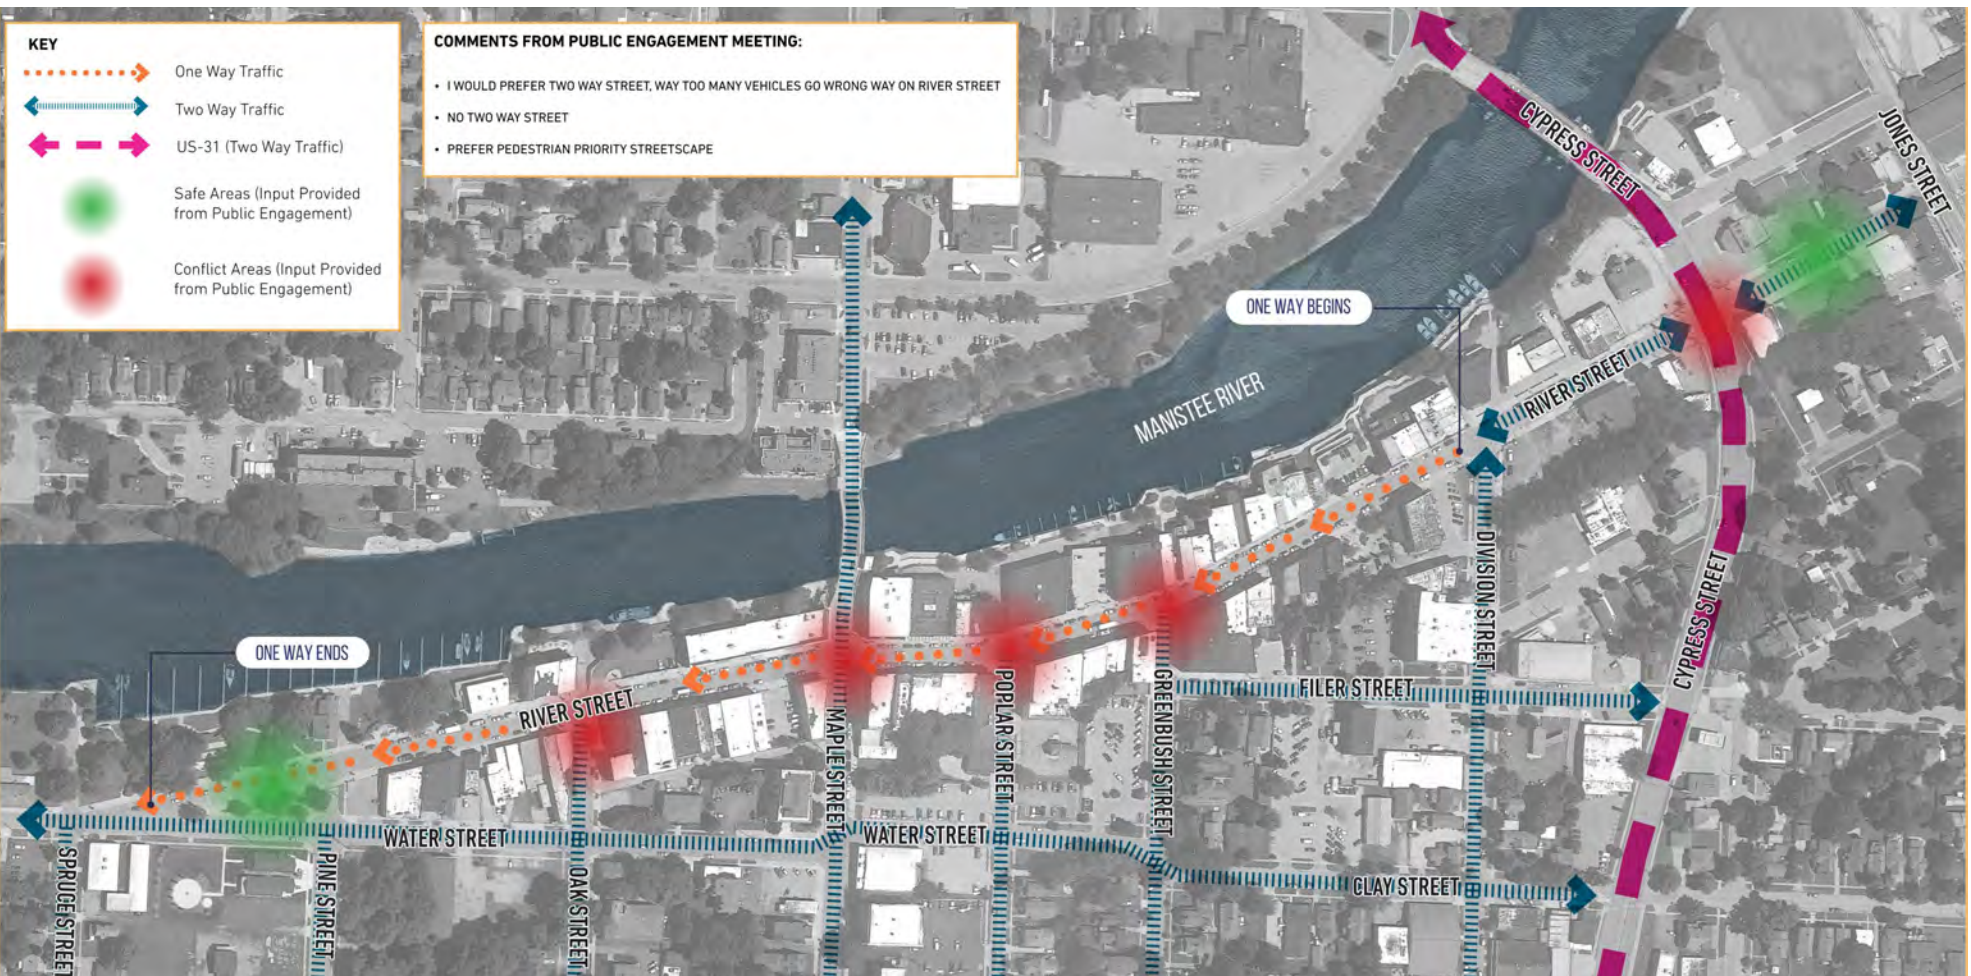 KEY
One Way Traffic
Two Way Traffic
US-31 (Two Way Traffic)
Safe Areas (Input Provided
from Public Engagement)
Conflict Areas (Input Provided
from Public Engagement)
COMMENTS FROM PUBLIC ENGAGEMENT MEETING:
• I WOULD PREFER TWO WAY STREET, WAY TOO MANY VEHICLES GO WRONG WAY ON RIVER STREET
• NO TWO WAY STREET
• PREFER PEDESTRIAN PRIORITY STREETSCAPE
CYPRESS STREET
JONES STREET
ONE WAY BEGINS
RIVER STREET
MANISTEE RIVER
DIVISION STREET
CYPRESS STREET
ONE WAY ENDS
RIVER STREET
MAPLE STREET
POPLAR STREET
GREENBUSH STREET
FILER STREET
WATER STREET
WATER STREET
CLAY STREET
SPRUCE STREET
PINE STREET
OAK STREET